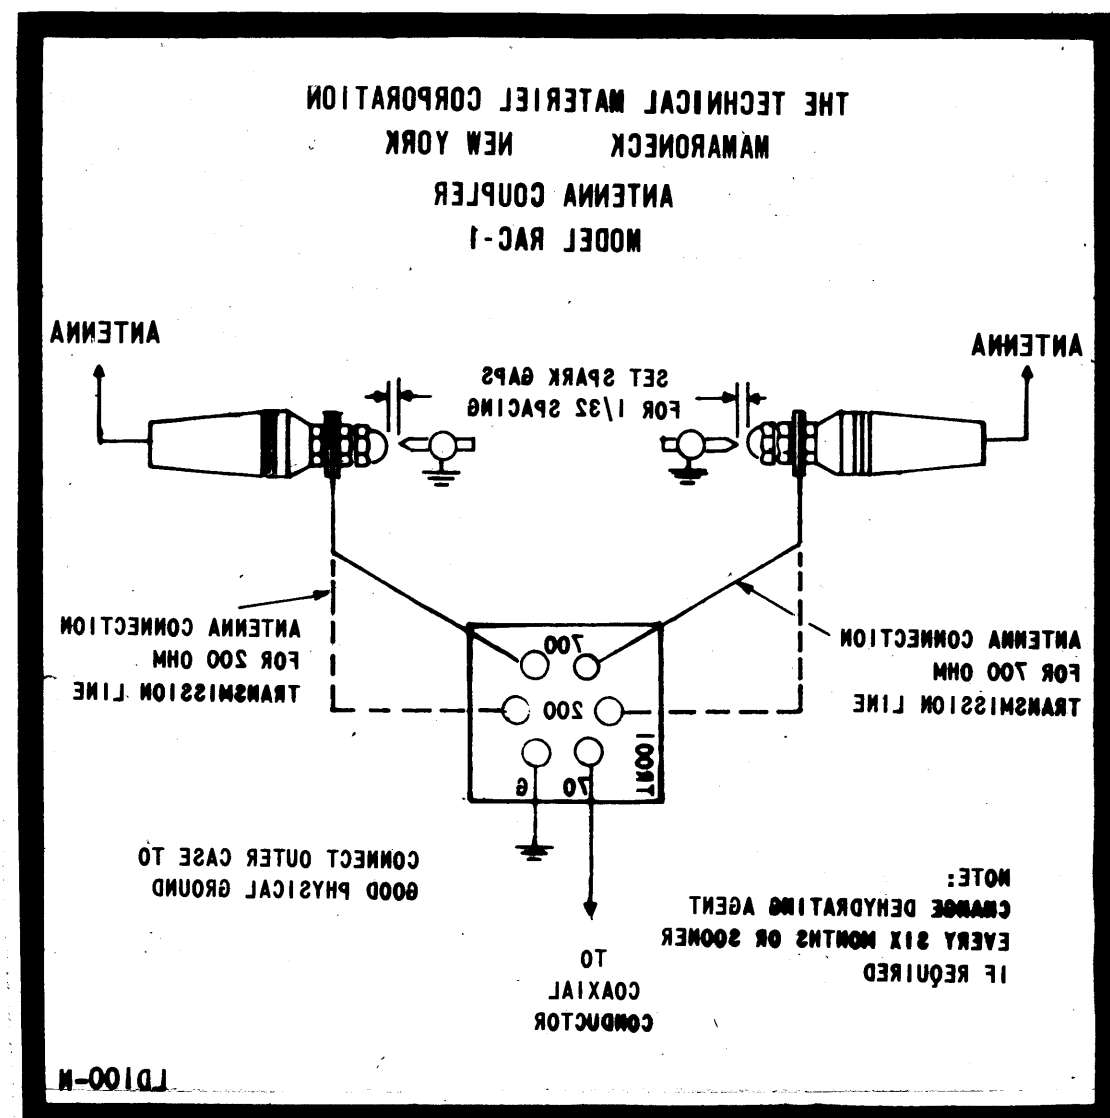 THE TECHNICAL MATERIEL CORPORATION
MAMARONECK NEW YORK
ANTENNA COUPLER
MODEL RAC-1
ANTENNA
ANTENNA
SET SPARK GAPS
FOR 1/32 SPACING
ANTENNA CONNECTION
FOR 700 OHM
TRANSMISSION LINE
ANTENNA CONNECTION
FOR 200 OHM
TRANSMISSION LINE
700
200
TR001
70 G
NOTE:
CHANGE DEHYDRATING AGENT
EVERY SIX MONTHS OR SOONER
IF REQUIRED
CONNECT OUTER CASE TO
GOOD PHYSICAL GROUND
TO
COAXIAL
CONDUCTOR
LD100-N